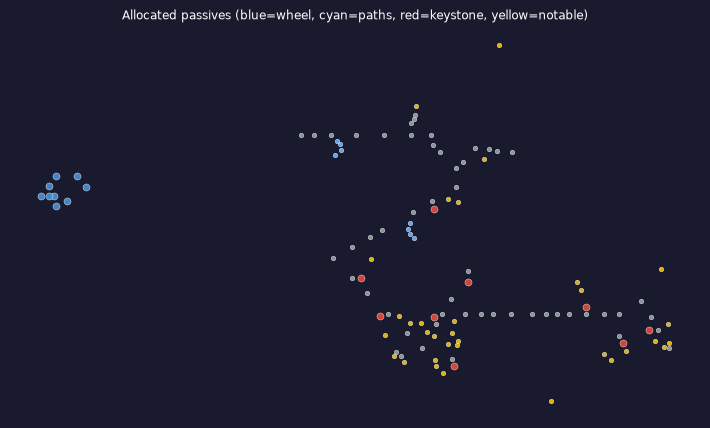 Allocated passives (blue=wheel, cyan=paths, red=keystone, yellow=notable)